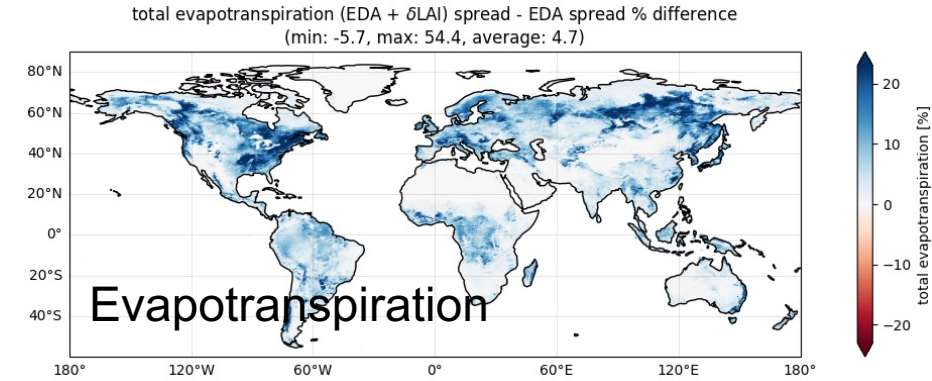 total evapotranspiration (EDA + δLAI) spread - EDA spread % difference
(min: -5.7, max: 54.4, average: 4.7)
80°N
60°N
40°N
20°N
0°
20°S
40°S
Evapotranspiration
180°
120°W
60°W
0°
60°E
120°E
180°
20
10
0
−10
−20
total evapotranspiration [%]